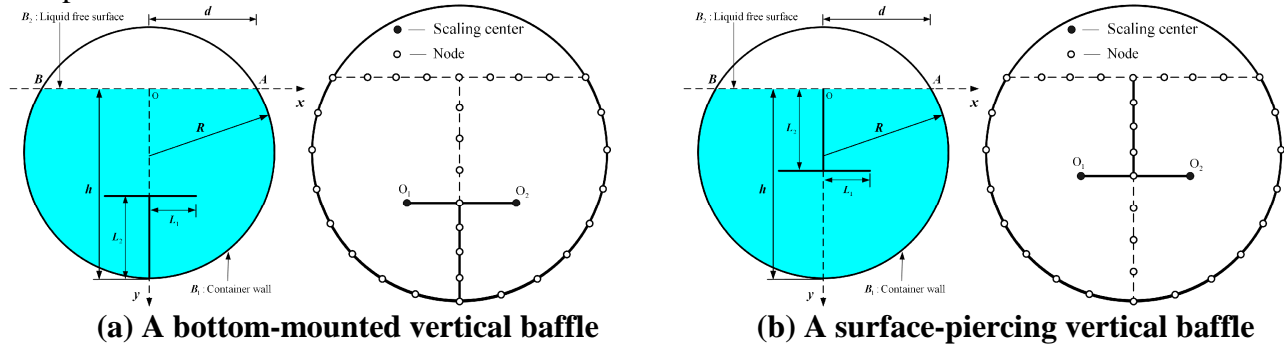 B₂ : Liquid free surface
d
● — Scaling center
○ — Node
B
A
O
x
R
h
L₁
L₂
y
B₁ : Container wall
O₁
O₂
(a) A bottom-mounted vertical baffle
B₂ : Liquid free surface
d
● — Scaling center
○ — Node
B
A
O
x
L₂
R
h
L₁
y
B₁ : Container wall
O₁
O₂
(b) A surface-piercing vertical baffle